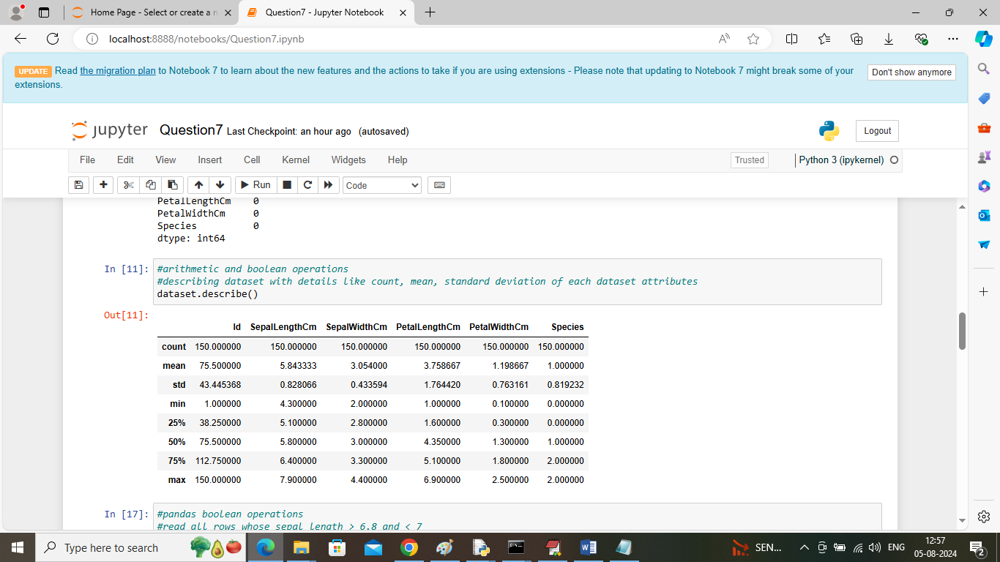 Home Page - Select or create a n
Question7 - Jupyter Notebook
localhost:8888/notebooks/Question7.ipynb
UPDATE Read the migration plan to Notebook 7 to learn about the new features and the actions to take if you are using extensions - Please note that updating to Notebook 7 might break some of your
extensions.
Don't show anymore
jupyter Question7 Last Checkpoint: an hour ago (autosaved)
Logout
File Edit View Insert Cell Kernel Widgets Help
Trusted
Python 3 (ipykernel)
Run
Code
PetalLengthCm 0
PetalWidthCm 0
Species 0
dtype: int64
In [11]: #arithmetic and boolean operations
#describing dataset with details like count, mean, standard deviation of each dataset attributes
dataset.describe()
Out[11]:
Id SepalLengthCm SepalWidthCm PetalLengthCm PetalWidthCm Species
count 150.000000 150.000000 150.000000 150.000000 150.000000 150.000000
mean 75.500000 5.843333 3.054000 3.758667 1.198667 1.000000
std 43.445368 0.828066 0.433594 1.764420 0.763161 0.819232
min 1.000000 4.300000 2.000000 1.000000 0.100000 0.000000
25% 38.250000 5.100000 2.800000 1.600000 0.300000 0.000000
50% 75.500000 5.800000 3.000000 4.350000 1.300000 1.000000
75% 112.750000 6.400000 3.300000 5.100000 1.800000 2.000000
max 150.000000 7.900000 4.400000 6.900000 2.500000 2.000000
In [17]: #pandas boolean operations
#read all rows whose sepal length > 6.8 and < 7
Type here to search
SEN...
ENG
12:57
05-08-2024
2